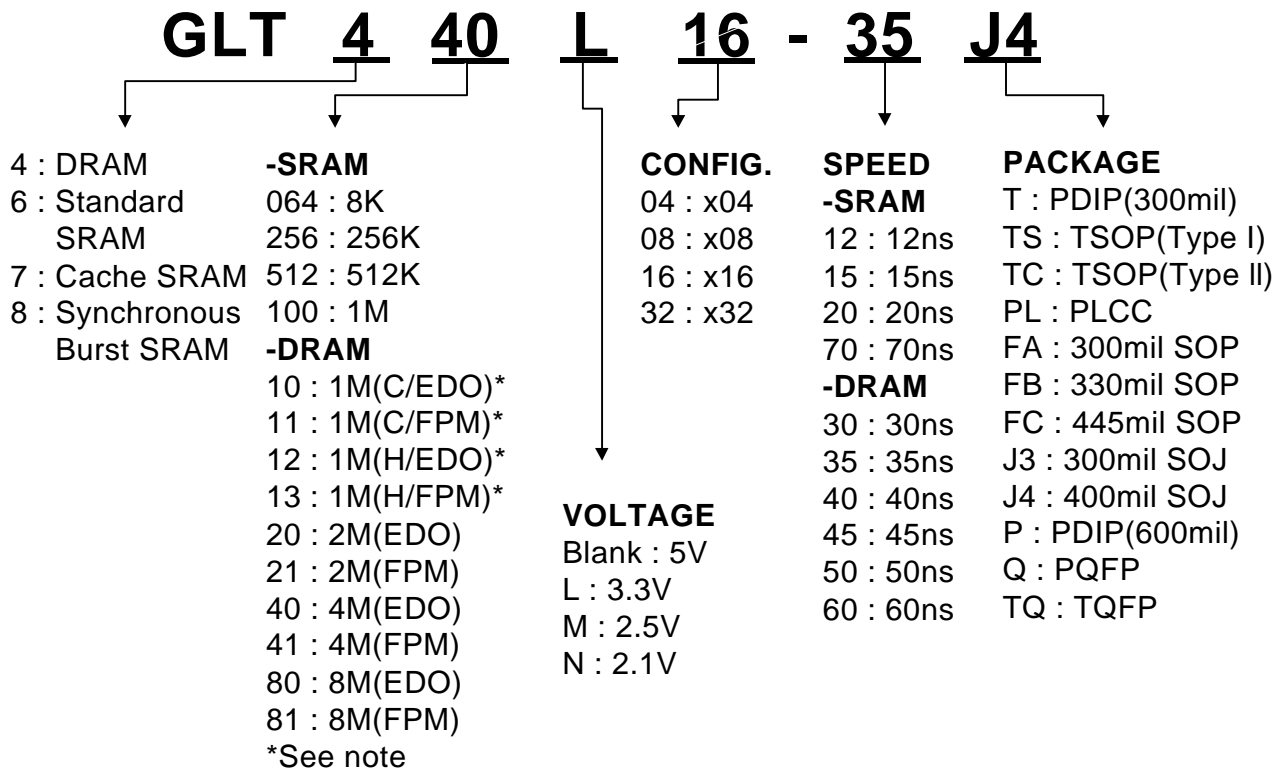 GLT 4 40 L 16 - 35 J4
4 : DRAM
6 : Standard
SRAM
7 : Cache SRAM
8 : Synchronous
Burst SRAM
-SRAM
064 : 8K
256 : 256K
512 : 512K
100 : 1M
-DRAM
10 : 1M(C/EDO)*
11 : 1M(C/FPM)*
12 : 1M(H/EDO)*
13 : 1M(H/FPM)*
20 : 2M(EDO)
21 : 2M(FPM)
40 : 4M(EDO)
41 : 4M(FPM)
80 : 8M(EDO)
81 : 8M(FPM)
*See note
VOLTAGE
Blank : 5V
L : 3.3V
M : 2.5V
N : 2.1V
CONFIG.
04 : x04
08 : x08
16 : x16
32 : x32
SPEED
-SRAM
12 : 12ns
15 : 15ns
20 : 20ns
70 : 70ns
-DRAM
30 : 30ns
35 : 35ns
40 : 40ns
45 : 45ns
50 : 50ns
60 : 60ns
PACKAGE
T : PDIP(300mil)
TS : TSOP(Type I)
TC : TSOP(Type ll)
PL : PLCC
FA : 300mil SOP
FB : 330mil SOP
FC : 445mil SOP
J3 : 300mil SOJ
J4 : 400mil SOJ
P : PDIP(600mil)
Q : PQFP
TQ : TQFP